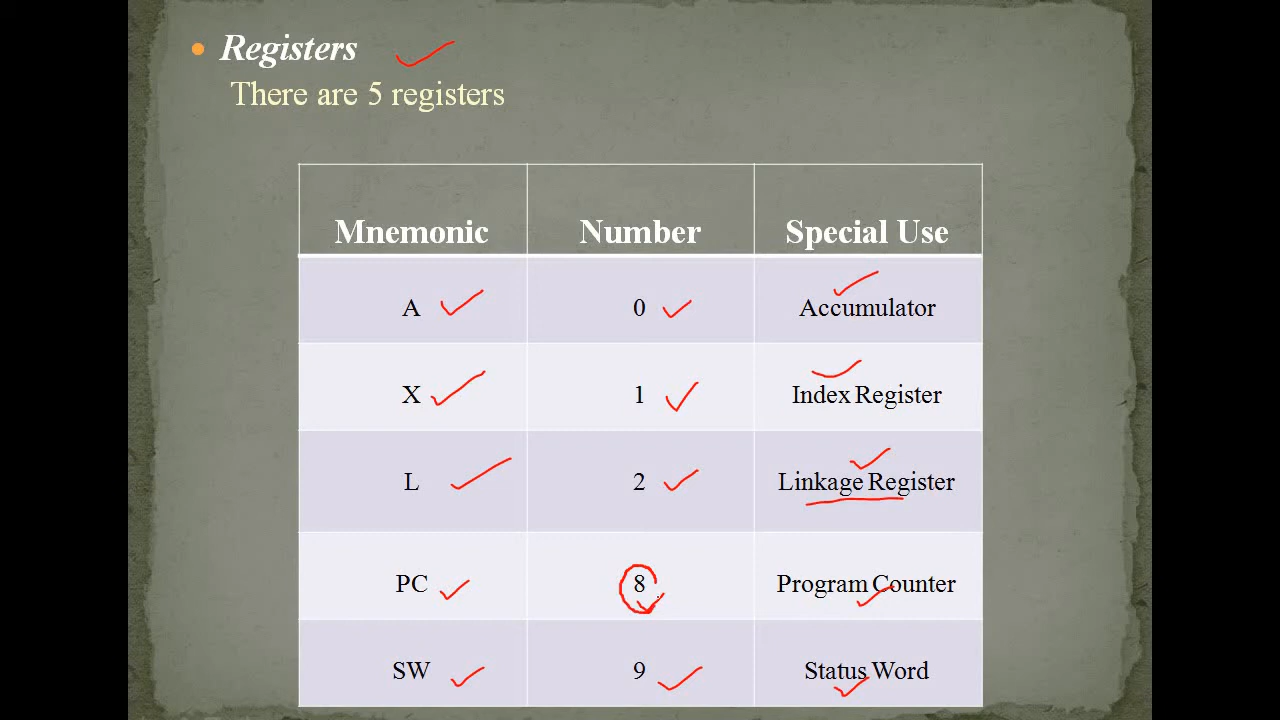 Registers
There are 5 registers
Mnemonic Number Special Use
A 0 Accumulator
X 1 Index Register
L 2 Linkage Register
PC 8 Program Counter
SW 9 Status Word